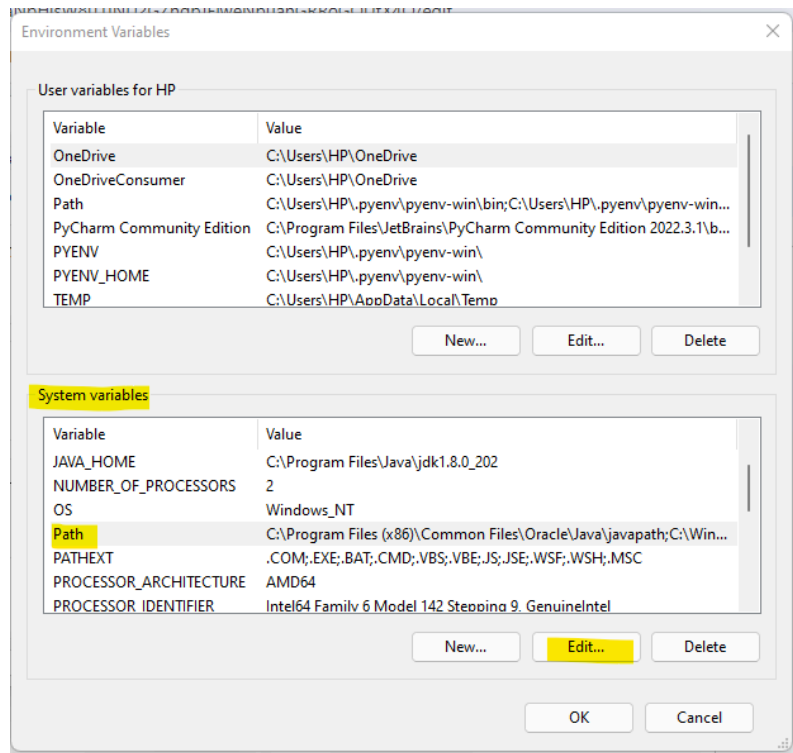 Environment Variables
User variables for HP
Variable Value
OneDrive C:\Users\HP\OneDrive
OneDriveConsumer C:\Users\HP\OneDrive
Path C:\Users\HP\.pyenv\pyenv-win\bin;C:\Users\HP\.pyenv\pyenv-win...
PyCharm Community Edition C:\Program Files\JetBrains\PyCharm Community Edition 2022.3.1\b...
PYENV C:\Users\HP\.pyenv\pyenv-win\
PYENV_HOME C:\Users\HP\.pyenv\pyenv-win\
TEMP C:\Users\HP\AppData\Local\Temp
New... Edit... Delete
System variables
Variable Value
JAVA_HOME C:\Program Files\Java\jdk1.8.0_202
NUMBER_OF_PROCESSORS 2
OS Windows_NT
Path C:\Program Files (x86)\Common Files\Oracle\Java\javapath;C:\Win...
PATHEXT .COM;.EXE;.BAT;.CMD;.VBS;.VBE;.JS;.JSE;.WSF;.WSH;.MSC
PROCESSOR_ARCHITECTURE AMD64
PROCESSOR_IDENTIFIER Intel64 Family 6 Model 142 Stepping 9, GenuineIntel
New... Edit... Delete
OK Cancel